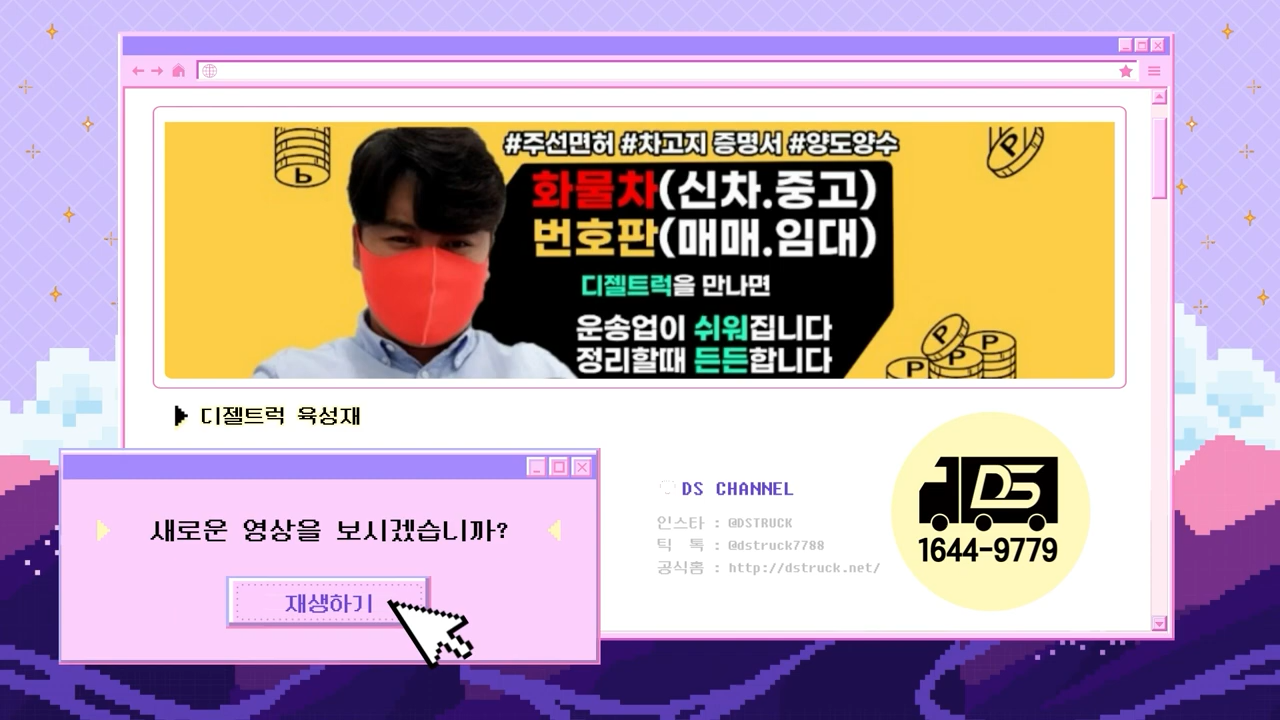 #주선면허 #차고지 증명서 #양도양수
화물차(신차.중고)
번호판(매매.임대)
디젤트럭을 만나면
운송업이 쉬워집니다
정리할때 든든합니다
P
P
P
P
P
디젤트럭 육성재
새로운 영상을 보시겠습니까?
재생하기
DS CHANNEL
인스타 : @DSTRUCK
틱 톡 : @dstruck7788
공식홈 : http://dstruck.net/
DS
1644-9779